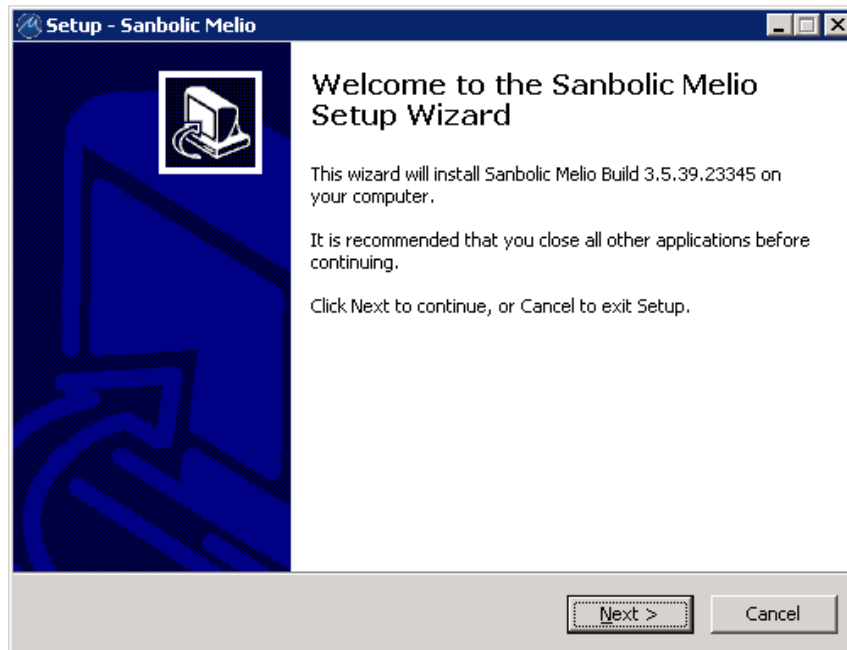 Setup - Sanbolic Melio
Welcome to the Sanbolic Melio
Setup Wizard
This wizard will install Sanbolic Melio Build 3.5.39.23345 on
your computer.
It is recommended that you close all other applications before
continuing.
Click Next to continue, or Cancel to exit Setup.
Next >
Cancel